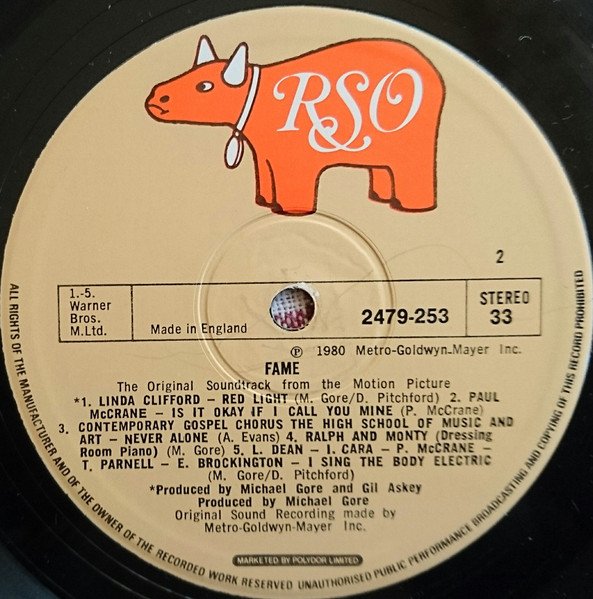 RSO
2
1.-5.
Warner
Bros.
M.Ltd.
Made in England
2479-253
STEREO
33
Ⓟ 1980 Metro-Goldwyn-Mayer Inc.
FAME
The Original Soundtrack from the Motion Picture
*1. LINDA CLIFFORD – RED LIGHT (M. Gore/D. Pitchford) 2. PAUL
McCRANE – IS IT OKAY IF I CALL YOU MINE (P. McCrane)
3. CONTEMPORARY GOSPEL CHORUS THE HIGH SCHOOL OF MUSIC AND
ART – NEVER ALONE (A. Evans) 4. RALPH AND MONTY (Dressing
Room Piano) (M. Gore) 5. L. DEAN – I. CARA – P. McCRANE –
T. PARNELL – E. BROCKINGTON – I SING THE BODY ELECTRIC
(M. Gore/D. Pitchford)
*Produced by Michael Gore and Gil Askey
Produced by Michael Gore
Original Sound Recording made by
Metro-Goldwyn-Mayer Inc.
MARKETED BY POLYDOR LIMITED
ALL RIGHTS OF THE MANUFACTURER AND OF THE OWNER OF THE RECORDED WORK RESERVED UNAUTHORISED PUBLIC PERFORMANCE BROADCASTING AND COPYING OF THIS RECORD PROHIBITED